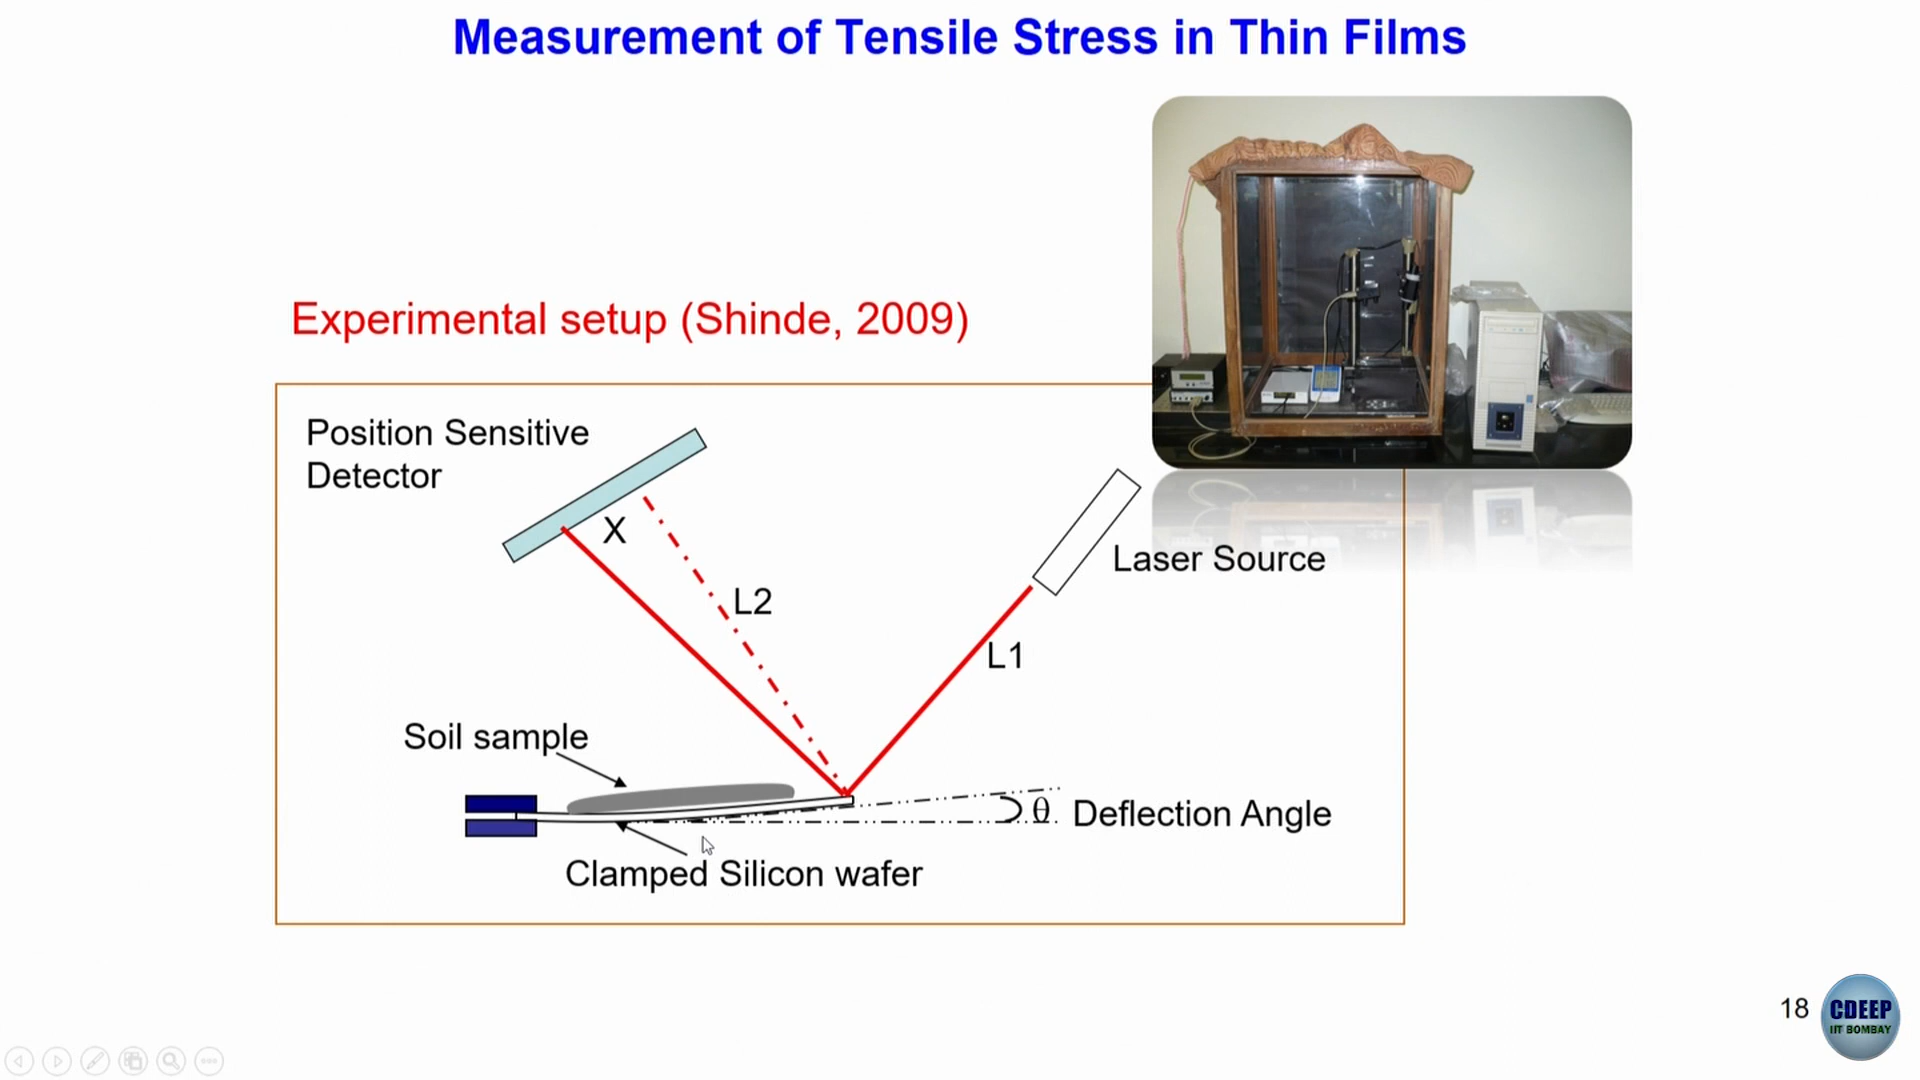 Measurement of Tensile Stress in Thin Films
Experimental setup (Shinde, 2009)
Position Sensitive
Detector
X
L2
Laser Source
L1
Soil sample
θ
Deflection Angle
Clamped Silicon wafer
18
CDEEP
IIT BOMBAY